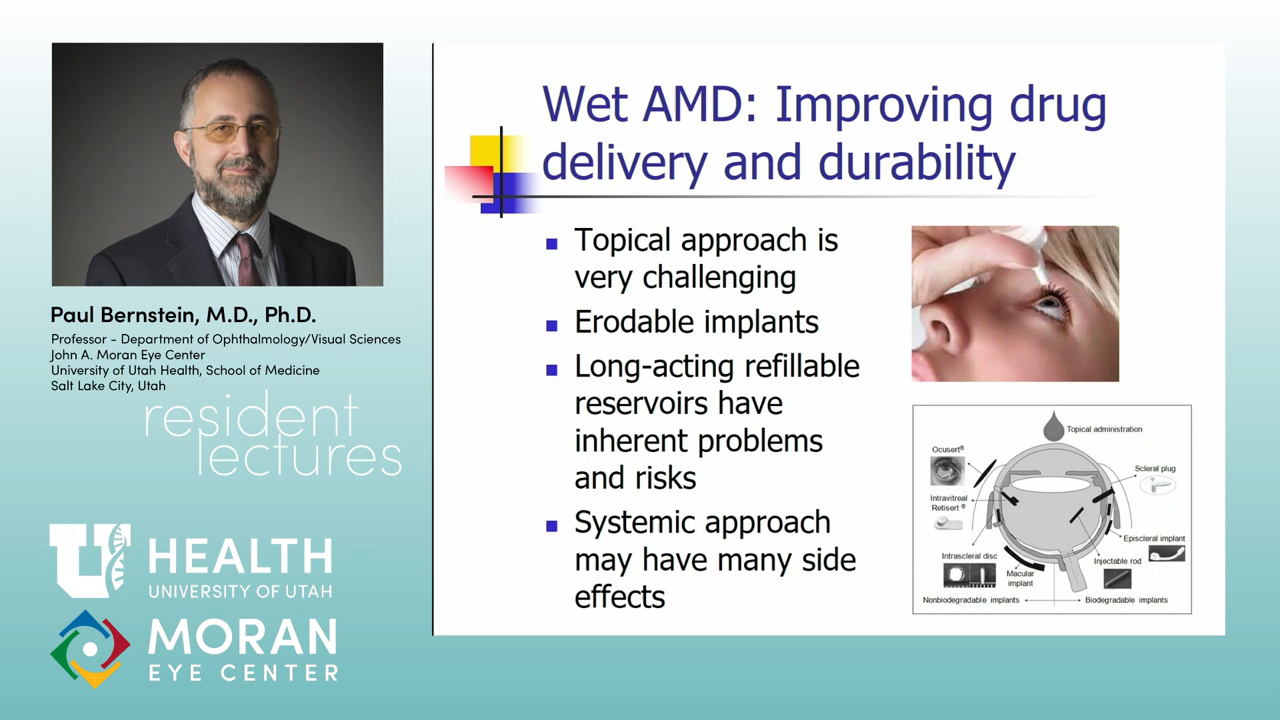 Paul Bernstein, M.D., Ph.D.
Professor - Department of Ophthalmology/Visual Sciences
John A. Moran Eye Center
University of Utah Health, School of Medicine
Salt Lake City, Utah
resident
lectures
U HEALTH
UNIVERSITY OF UTAH
MORAN
EYE CENTER
Wet AMD: Improving drug
delivery and durability
Topical approach is
very challenging
Erodable implants
Long-acting refillable
reservoirs have
inherent problems
and risks
Systemic approach
may have many side
effects
Topical administration
Ocusert®
Scleral plug
Intravitreal
Retisert ®
Episcleral implant
Intrascleral disc
Injectable rod
Macular
implant
Nonbiodegradable implants
Biodegradable implants